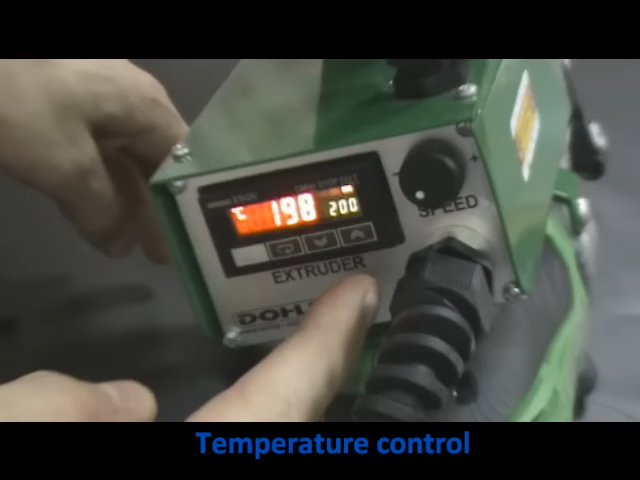 °C 198 200
SPEED
EXTRUDER
DOH
Temperature control